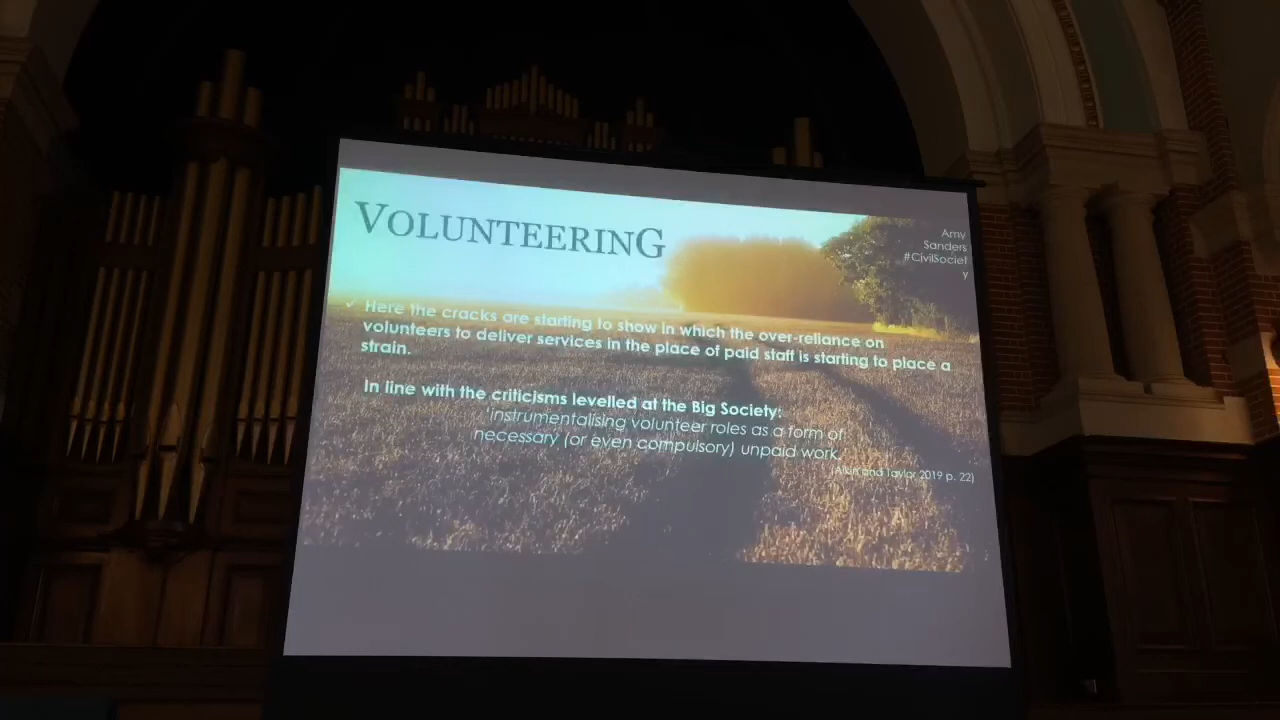 VOLUNTEERING
Amy
Sanders
#CivilSociet
y
Here the cracks are starting to show in which the over-reliance on
volunteers to deliver services in the place of paid staff is starting to place a
strain.
In line with the criticisms levelled at the Big Society:
'instrumentalising volunteer roles as a form of
necessary (or even compulsory) unpaid work.
and Taylor 2019 p. 22)